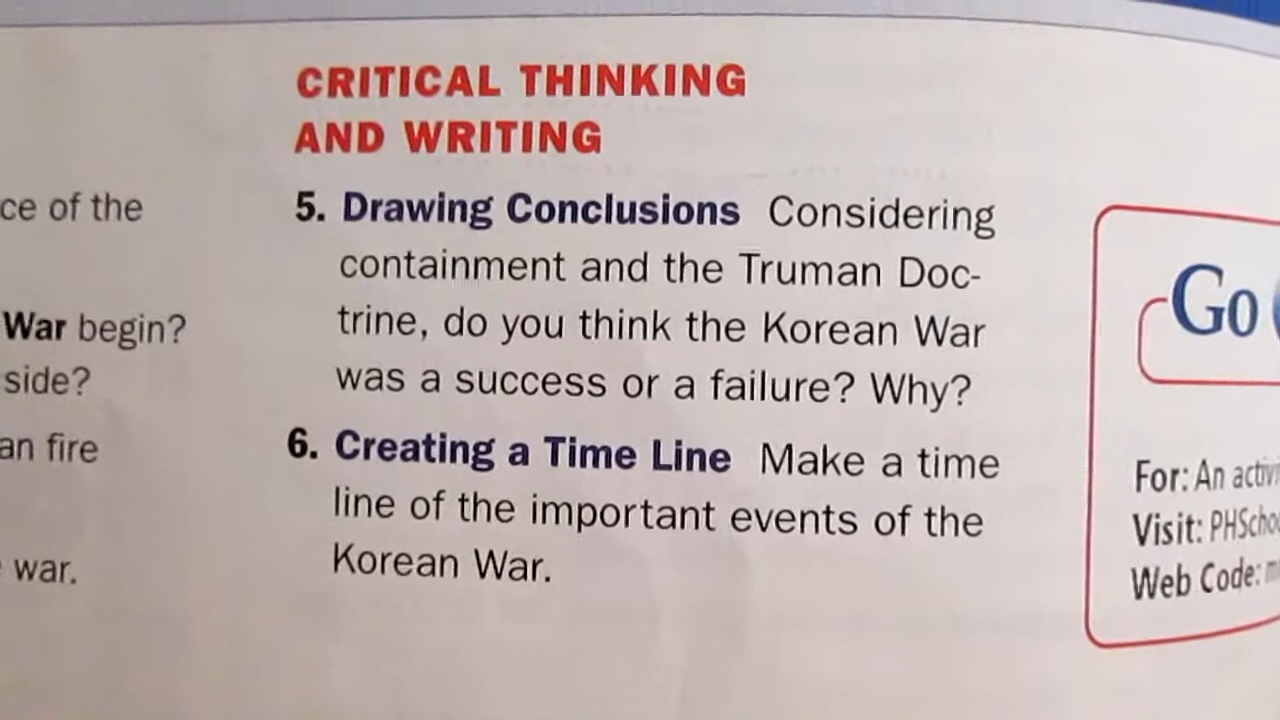 ce of the
War begin?
side?
an fire
war.
CRITICAL THINKING
AND WRITING
5. Drawing Conclusions Considering
containment and the Truman Doc-
trine, do you think the Korean War
was a success or a failure? Why?
6. Creating a Time Line Make a time
line of the important events of the
Korean War.
Go
For: An activi
Visit: PHScho
Web Code: